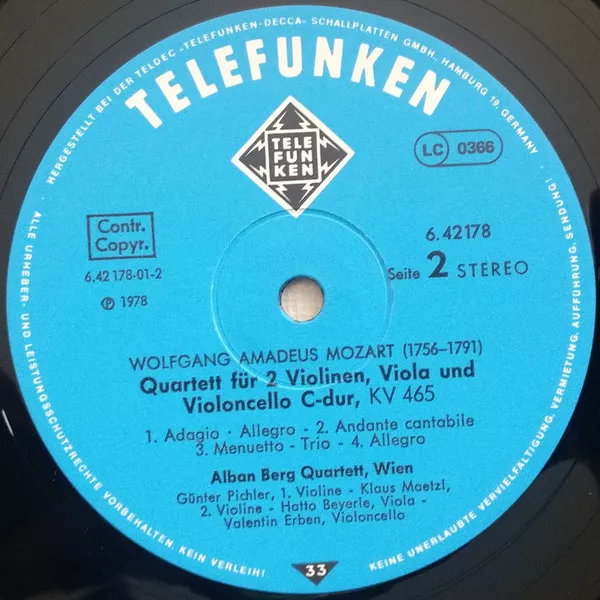 HERGESTELLT BEI DER TELDEC »TELEFUNKEN-DECCA« SCHALLPLATTEN GMBH, HAMBURG 19, GERMANY
TELEFUNKEN
TELE
FUN
KEN
LC 0366
Contr.
Copyr.
6.42178-01-2
℗ 1978
6.42178
Seite 2 STEREO
WOLFGANG AMADEUS MOZART (1756–1791)
Quartett für 2 Violinen, Viola und
Violoncello C-dur, KV 465
1. Adagio - Allegro - 2. Andante cantabile
3. Menuetto - Trio - 4. Allegro
Alban Berg Quartett, Wien
Günter Pichler, 1. Violine - Klaus Maetzl,
2. Violine - Hatto Beyerle, Viola -
Valentin Erben, Violoncello
ALLE URHEBER- UND LEISTUNGSSCHUTZRECHTE VORBEHALTEN. KEIN VERLEIH!
KEINE UNERLAUBTE VERVIELFÄLTIGUNG, VERMIETUNG, AUFFÜHRUNG, SENDUNG!
33